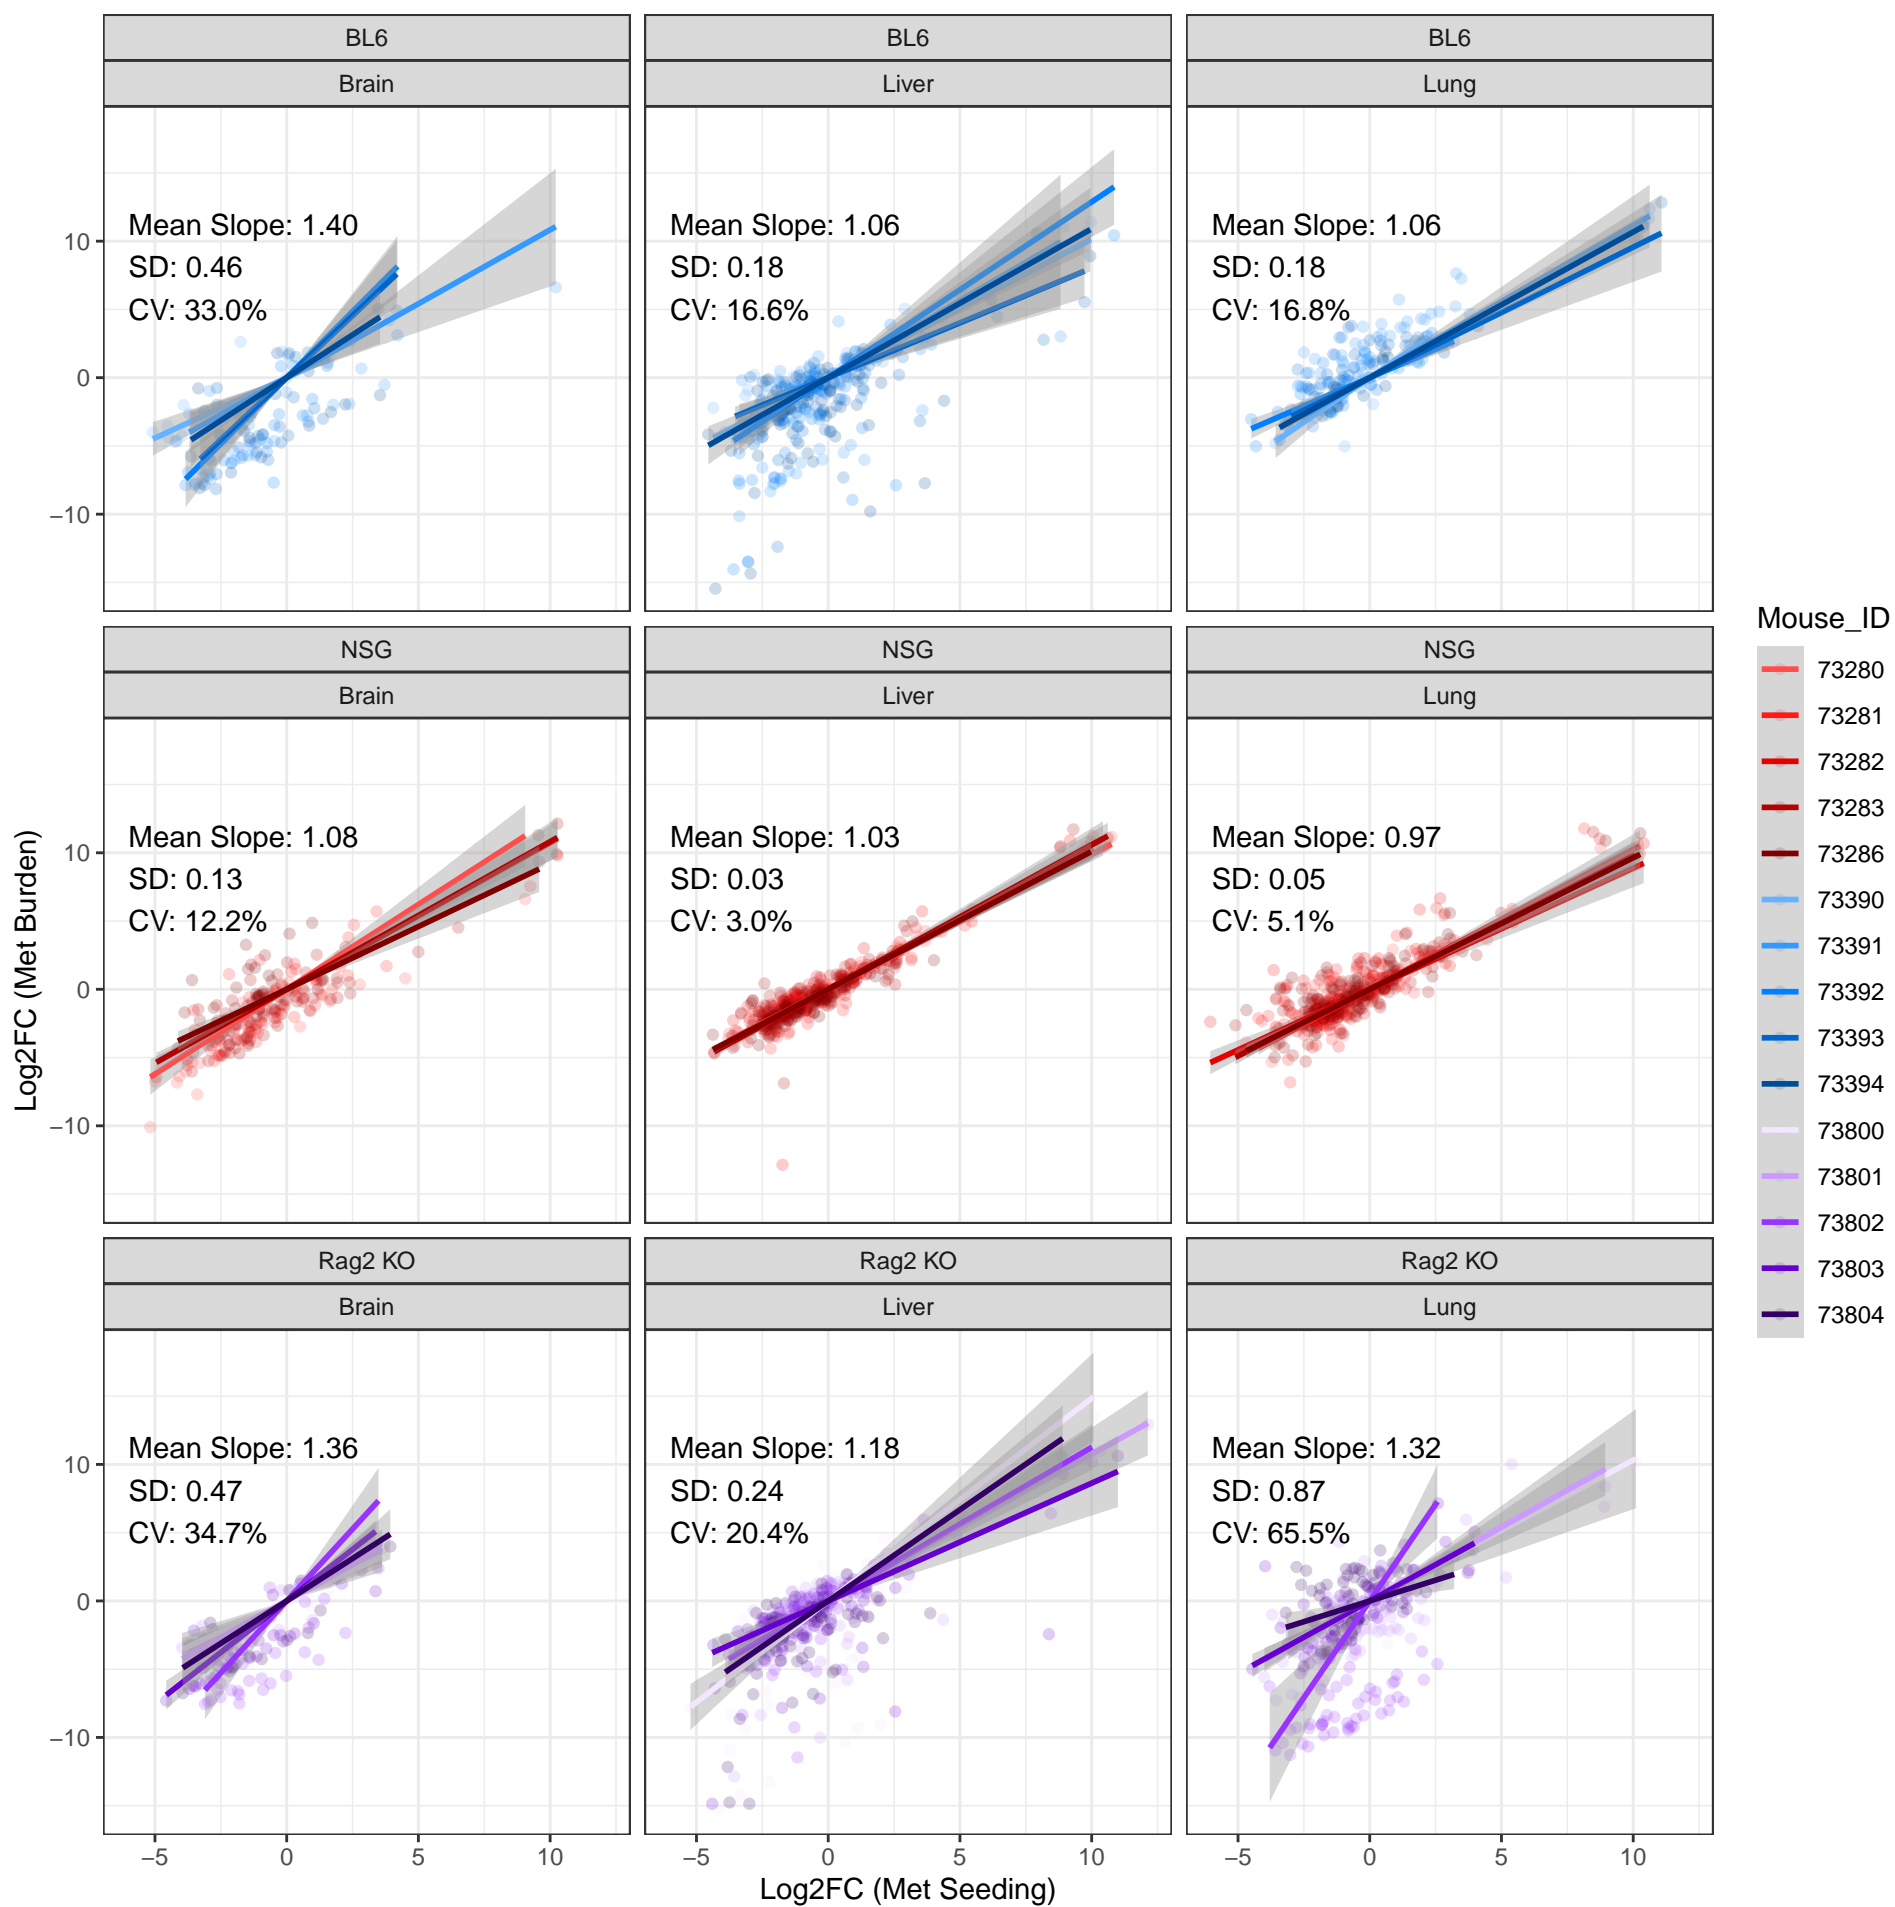 BL6
BL6
BL6
Brain
Liver
Lung
Mean Slope: 1.40
SD: 0.46
CV: 33.0%
Mean Slope: 1.06
SD: 0.18
CV: 16.6%
Mean Slope: 1.06
SD: 0.18
CV: 16.8%
10
0
−10
NSG
NSG
NSG
Brain
Liver
Lung
Mean Slope: 1.08
SD: 0.13
CV: 12.2%
Mean Slope: 1.03
SD: 0.03
CV: 3.0%
Mean Slope: 0.97
SD: 0.05
CV: 5.1%
10
0
−10
Rag2 KO
Rag2 KO
Rag2 KO
Brain
Liver
Lung
Mean Slope: 1.36
SD: 0.47
CV: 34.7%
Mean Slope: 1.18
SD: 0.24
CV: 20.4%
Mean Slope: 1.32
SD: 0.87
CV: 65.5%
10
0
−10
−5 0 5 10
−5 0 5 10
−5 0 5 10
Log2FC (Met Seeding)
Log2FC (Met Burden)
Mouse_ID
73280
73281
73282
73283
73286
73390
73391
73392
73393
73394
73800
73801
73802
73803
73804